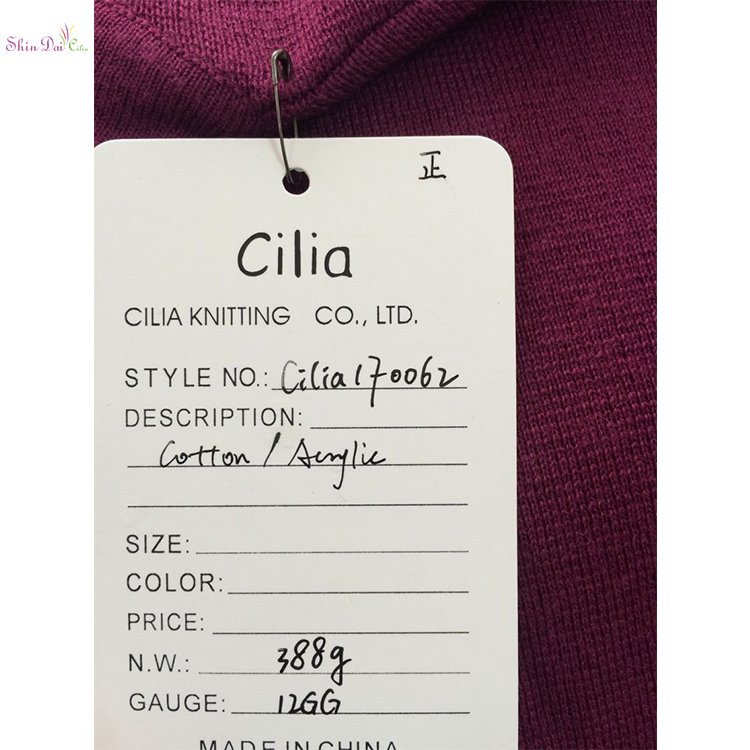 Shin Dai Cilia
正
Cilia
CILIA KNITTING CO., LTD.
STYLE NO.: Cilia170062
DESCRIPTION:
Cotton / Acrylic
SIZE:
COLOR:
PRICE:
N.W.: 388g
GAUGE: 12GG
MADE IN CHINA